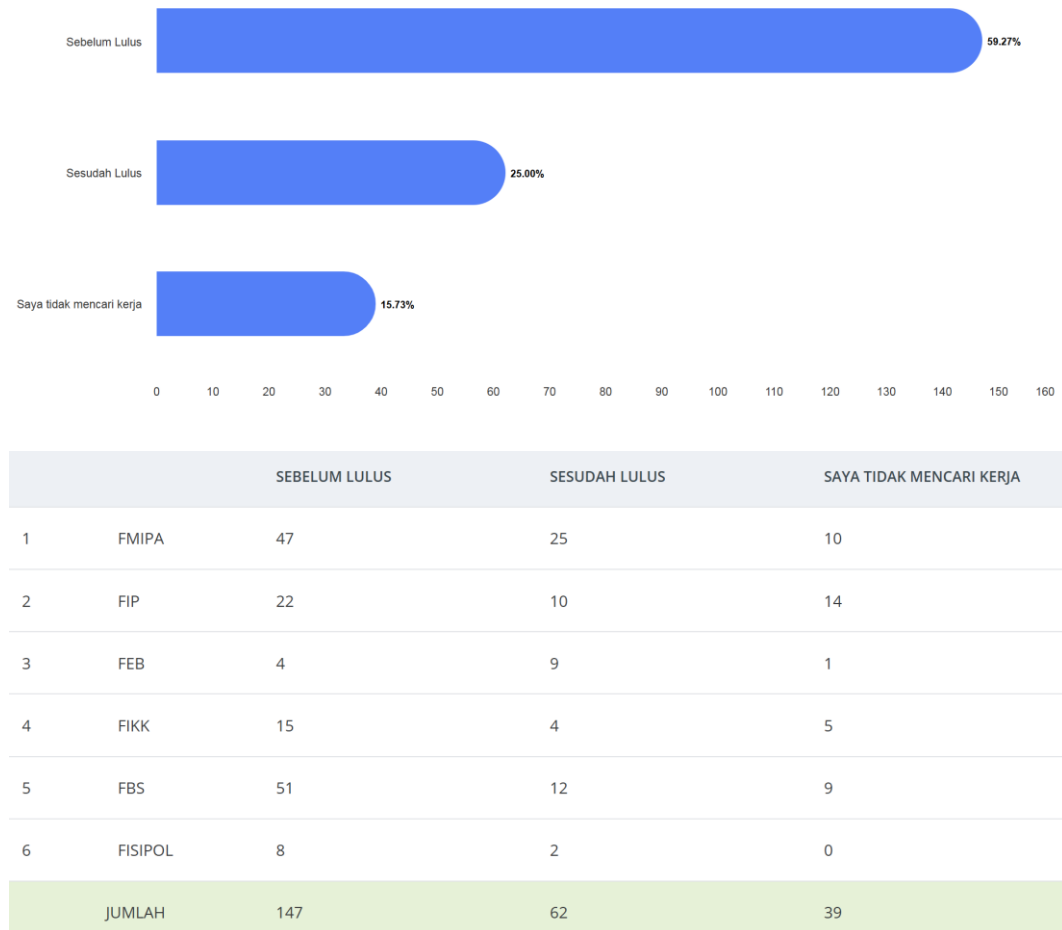 Sebelum Lulus 59.27%
Sesudah Lulus 25.00%
Saya tidak mencari kerja 15.73%
0 10 20 30 40 50 60 70 80 90 100 110 120 130 140 150 160
SEBELUM LULUS SESUDAH LULUS SAYA TIDAK MENCARI KERJA
1 FMIPA 47 25 10
2 FIP 22 10 14
3 FEB 4 9 1
4 FIKK 15 4 5
5 FBS 51 12 9
6 FISIPOL 8 2 0
JUMLAH 147 62 39